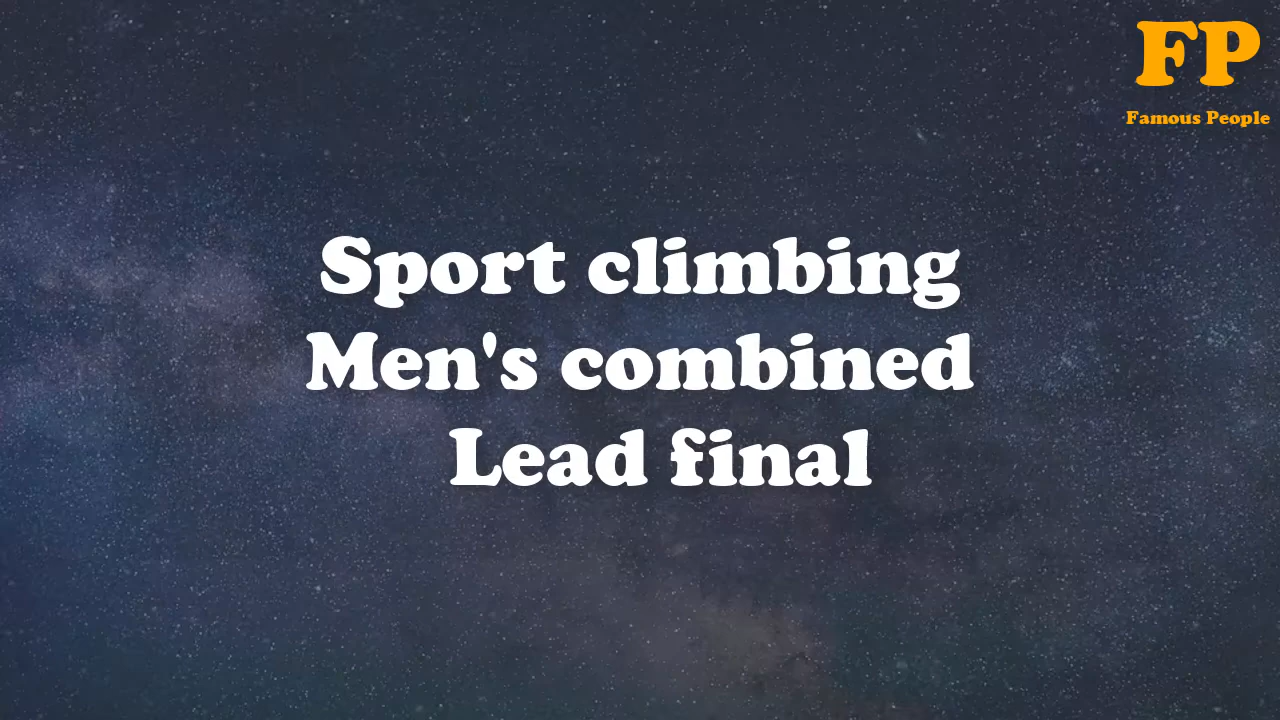 FP
Famous People
Sport climbing
Men's combined
Lead final